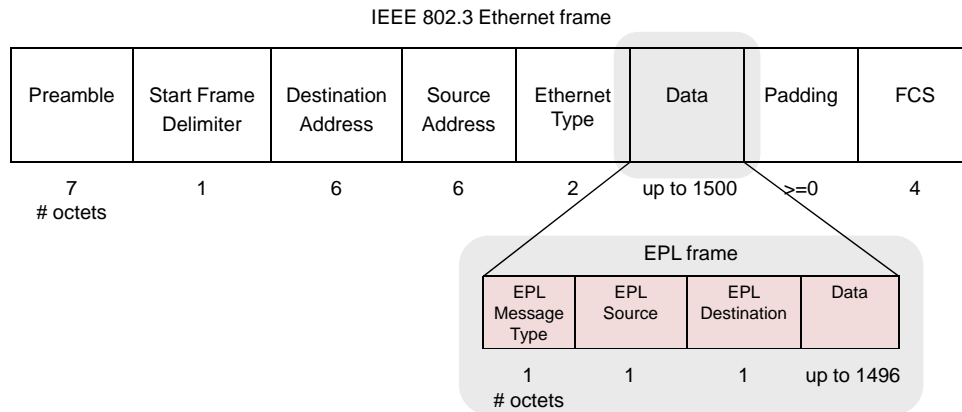 IEEE 802.3 Ethernet frame
Preamble
Start Frame
Delimiter
Destination
Address
Source
Address
Ethernet
Type
Data
Padding
FCS
7
# octets
1
6
6
2
up to 1500
>=0
4
EPL frame
EPL
Message
Type
EPL
Source
EPL
Destination
Data
1
# octets
1
1
up to 1496